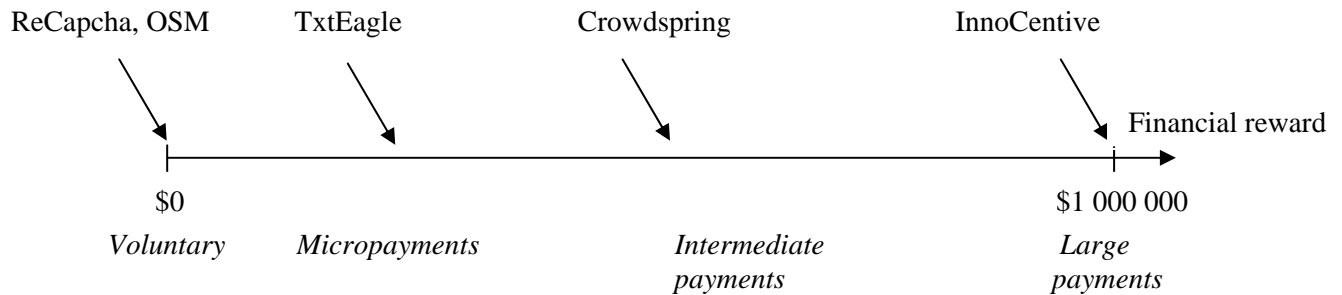 ReCapcha, OSM TxtEagle Crowdspring InnoCentive
Financial reward
$0 $1 000 000
Voluntary Micropayments Intermediate Large
payments payments